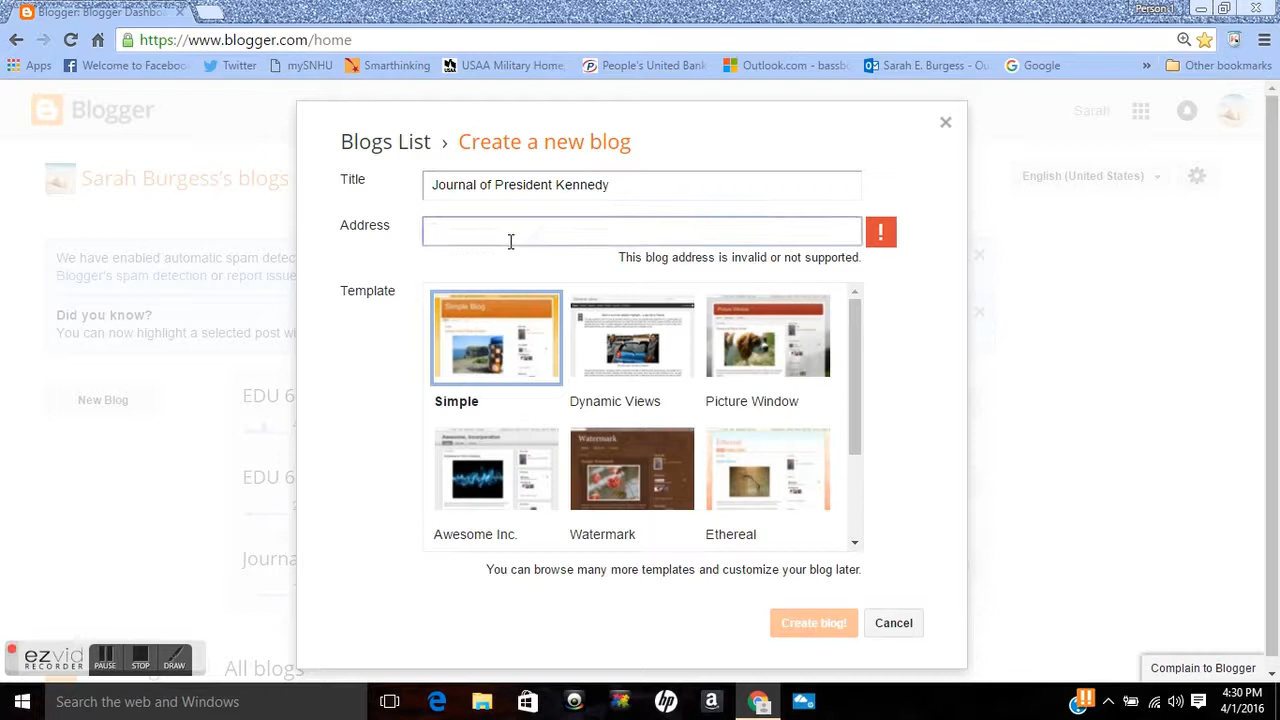 Blogger: Blogger Dashbo
Person 1
https://www.blogger.com/home
Apps
Welcome to Facebo
Twitter
mySNHU
Smarthinking
USAA Military Home
People's United Bank
Outlook.com - bassb
Sarah E. Burgess - Ou
Google
»
Other bookmarks
Blogger
Sarah
Sarah Burgess's blogs
English (United States)
We have enabled automatic spam detec
Blogger's spam detection or report issue
Did you know?
You can now highlight a selected post w
New Blog
EDU 6
EDU 6
Journa
All blogs
Blogs List › Create a new blog
Title
Journal of President Kennedy
Address
!
This blog address is invalid or not supported.
Template
Simple Blog
Picture Window
Simple
Dynamic Views
Picture Window
Awesome, Incorporation
Watermark
Ethereal
Awesome Inc.
Watermark
Ethereal
You can browse many more templates and customize your blog later.
Create blog!
Cancel
ezvid
RECORDER
PAUSE
STOP
DRAW
Complain to Blogger
Search the web and Windows
4:30 PM
4/1/2016